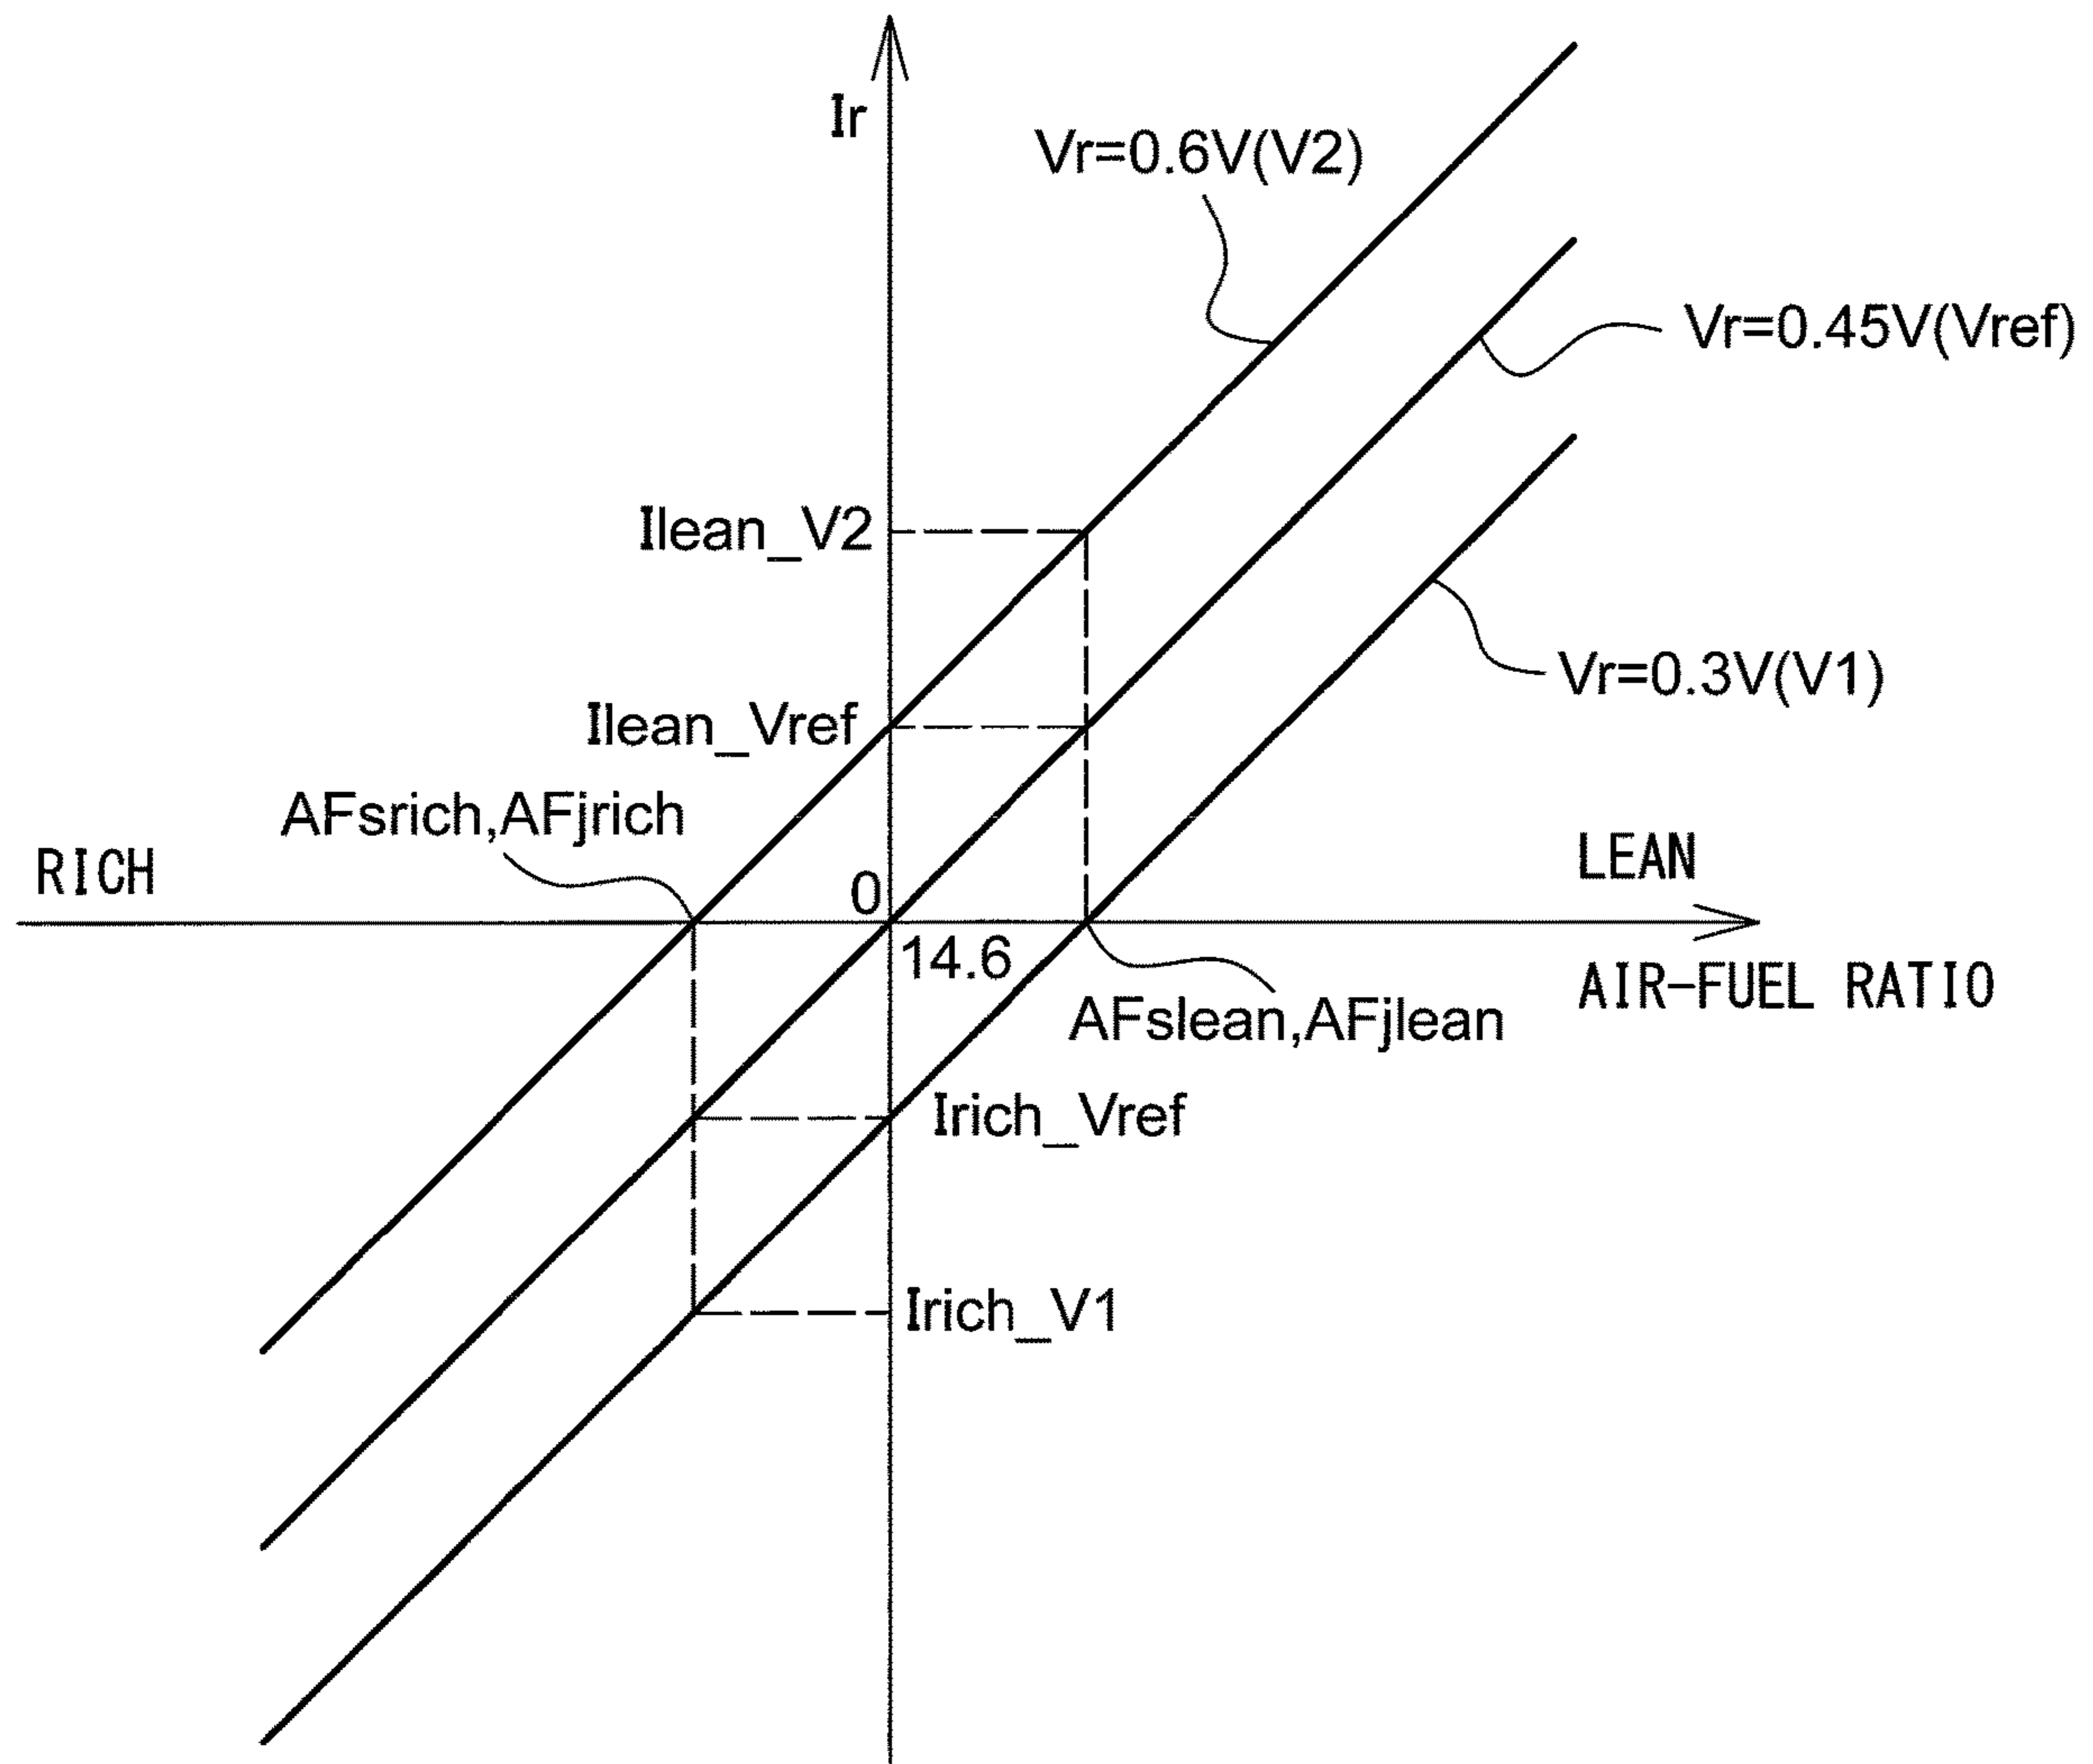 Ir
Vr=0.6V(V2)
Vr=0.45V(Vref)
Ilean_V2
Vr=0.3V(V1)
Ilean_Vref
AFsrich,AFjrich
RICH
0
LEAN
14.6
AIR-FUEL RATIO
AFslean,AFjlean
Irich_Vref
Irich_V1